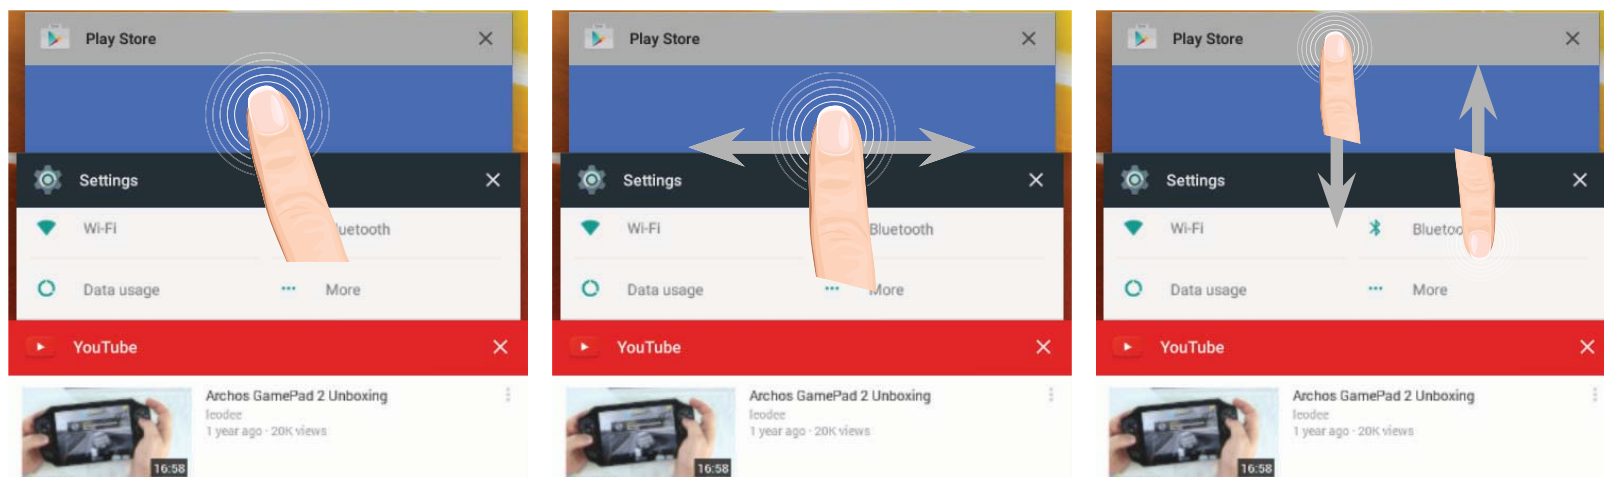 Play Store
Settings
Wi-Fi
uetooth
Data usage
More
YouTube
Archos GamePad 2 Unboxing
leodee
1 year ago · 20K views
16:58
Play Store
Settings
Wi-Fi
Bluetooth
Data usage
More
YouTube
Archos GamePad 2 Unboxing
leodee
1 year ago · 20K views
16:58
Play Store
Settings
Wi-Fi
Bluetoo
Data usage
More
YouTube
Archos GamePad 2 Unboxing
leodee
1 year ago · 20K views
16:58